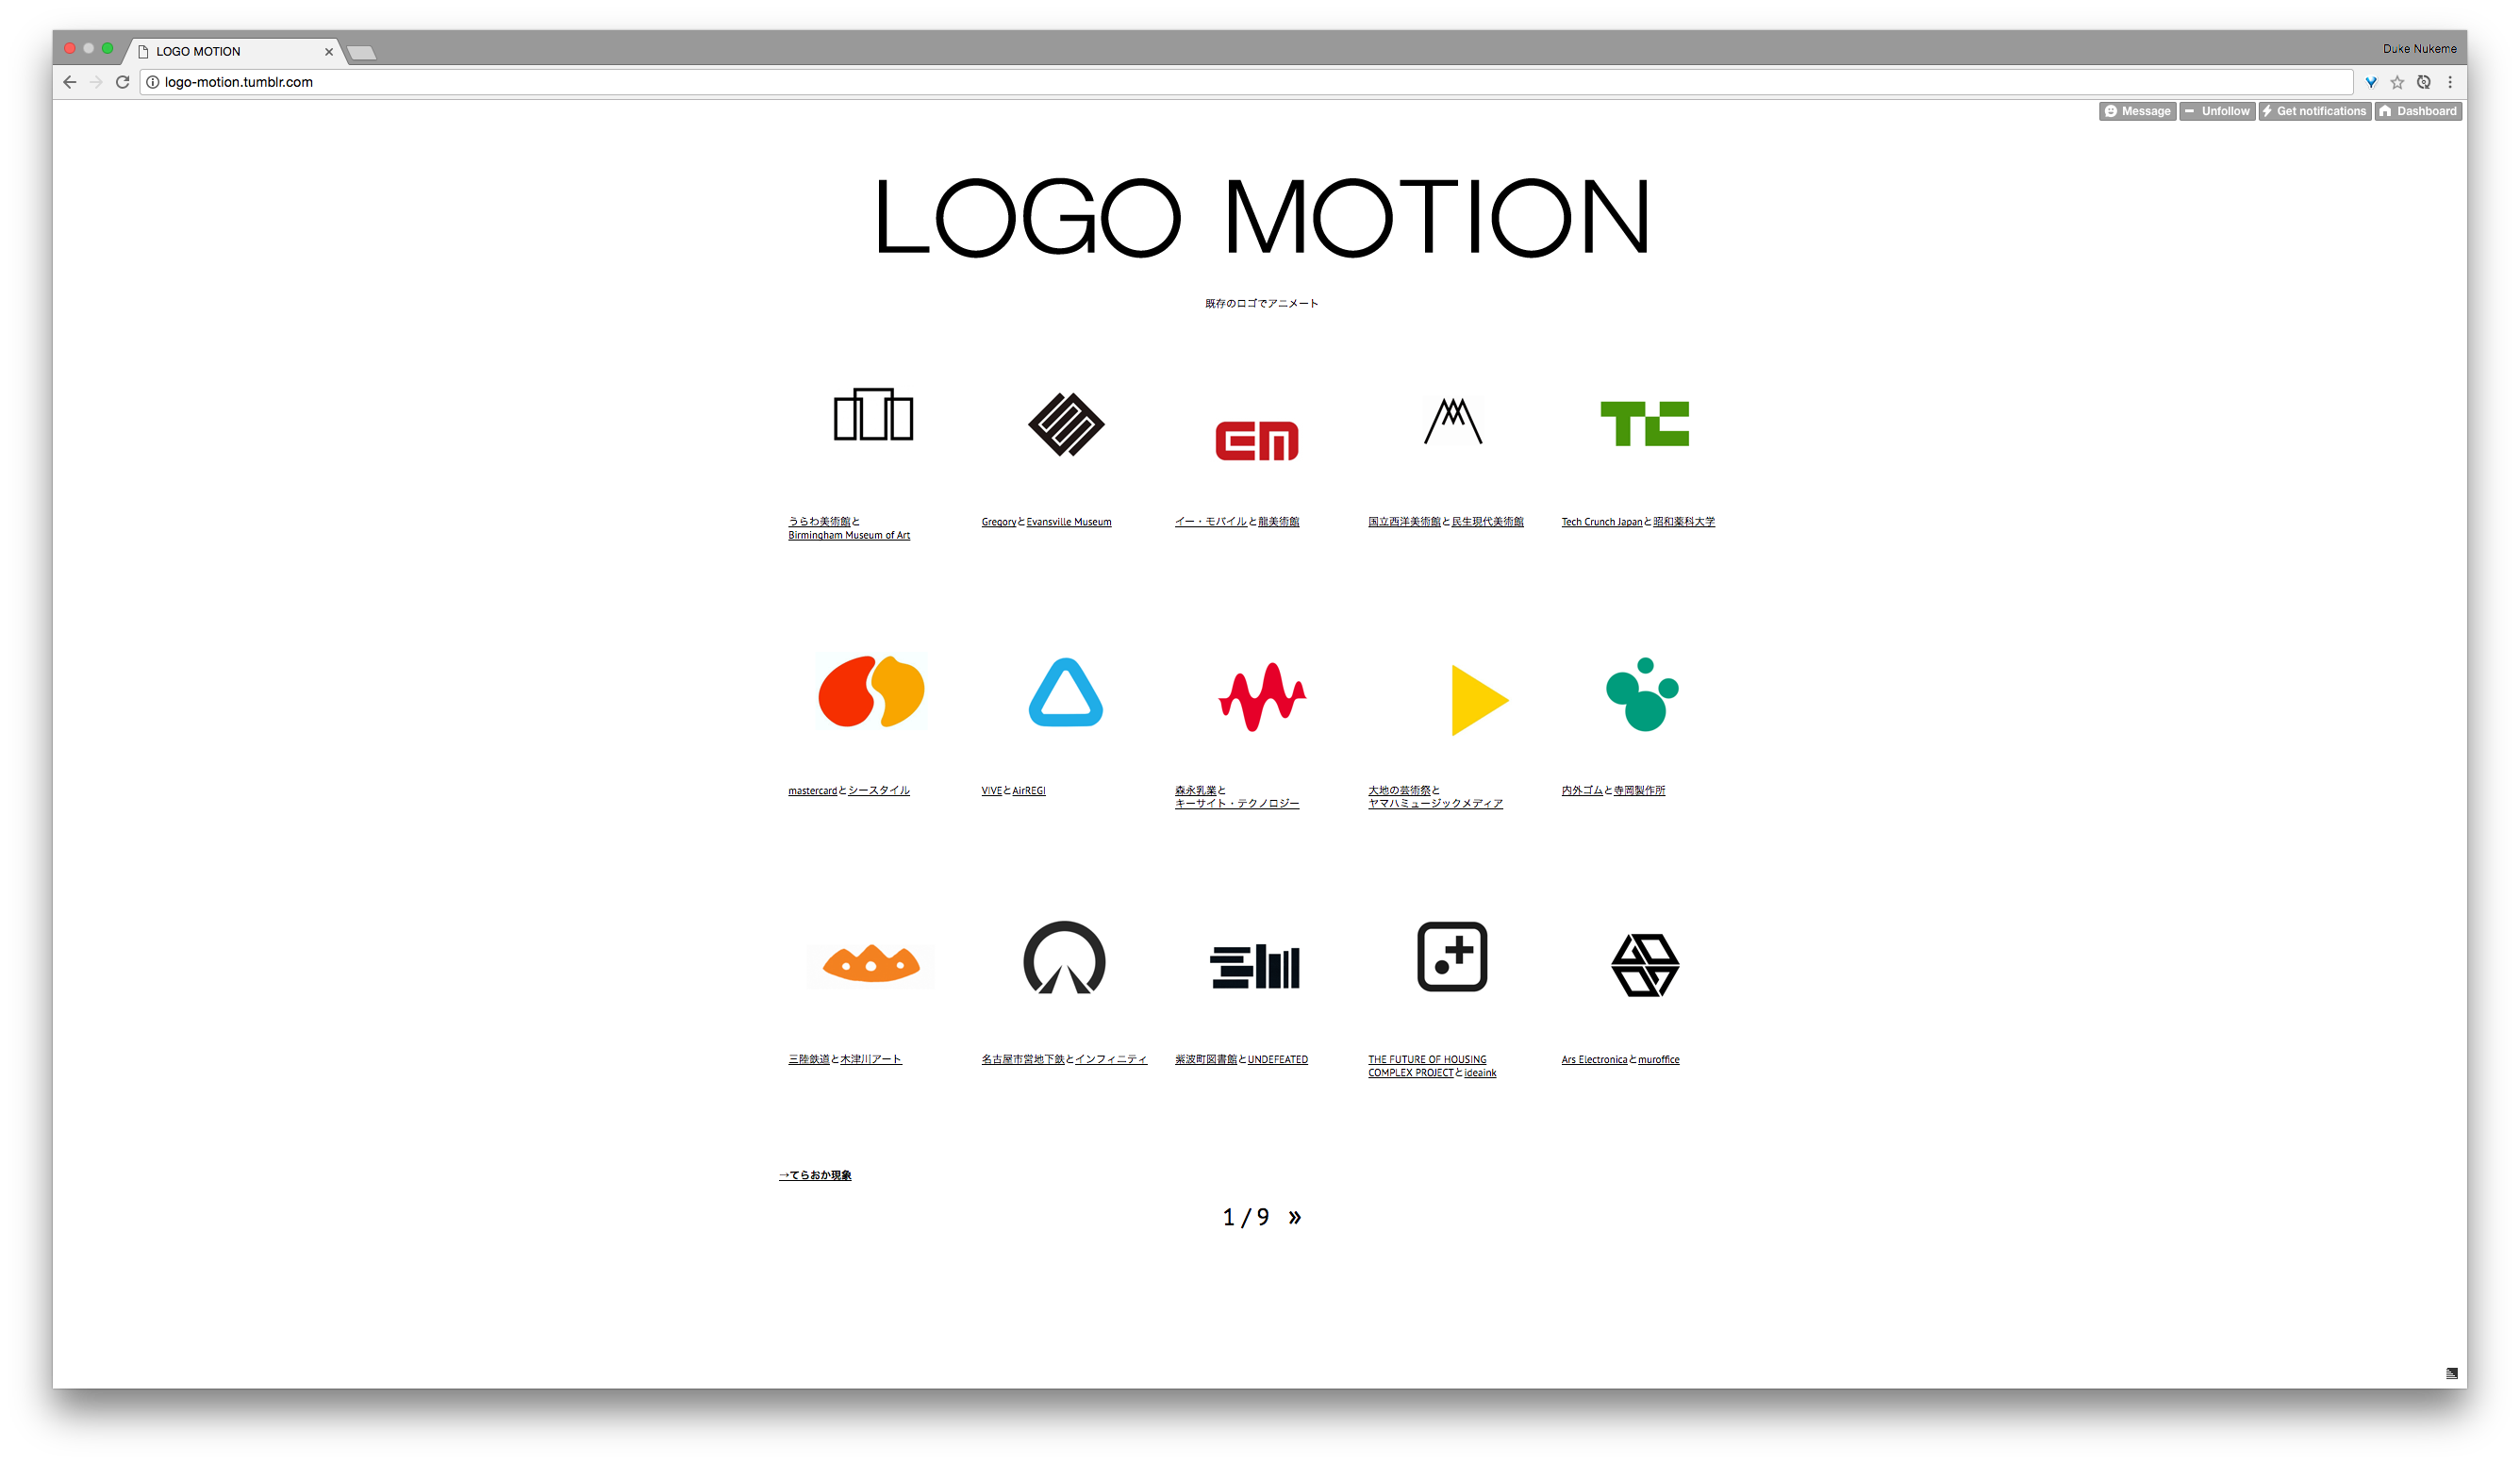 LOGO MOTION
Duke Nukeme
logo-motion.tumblr.com
Message
Unfollow
Get notifications
Dashboard
LOGO MOTION
既存のロゴでアニメート
EM
TC
うらわ美術館と
Birmingham Museum of Art
GregoryとEvansville Museum
イー・モバイルと龍美術館
国立西洋美術館と民生現代美術館
Tech Crunch Japanと昭和薬科大学
mastercardとシースタイル
VIVEとAirREGI
森永乳業と
キーサイト・テクノロジー
大地の芸術祭と
ヤマハミュージックメディア
内外ゴムと寺岡製作所
三陸鉄道と木津川アート
名古屋市営地下鉄とインフィニティ
紫波町図書館とUNDEFEATED
THE FUTURE OF HOUSING
COMPLEX PROJECTとideaink
Ars Electronicaとmuroffice
→てらおか現象
1 / 9 »